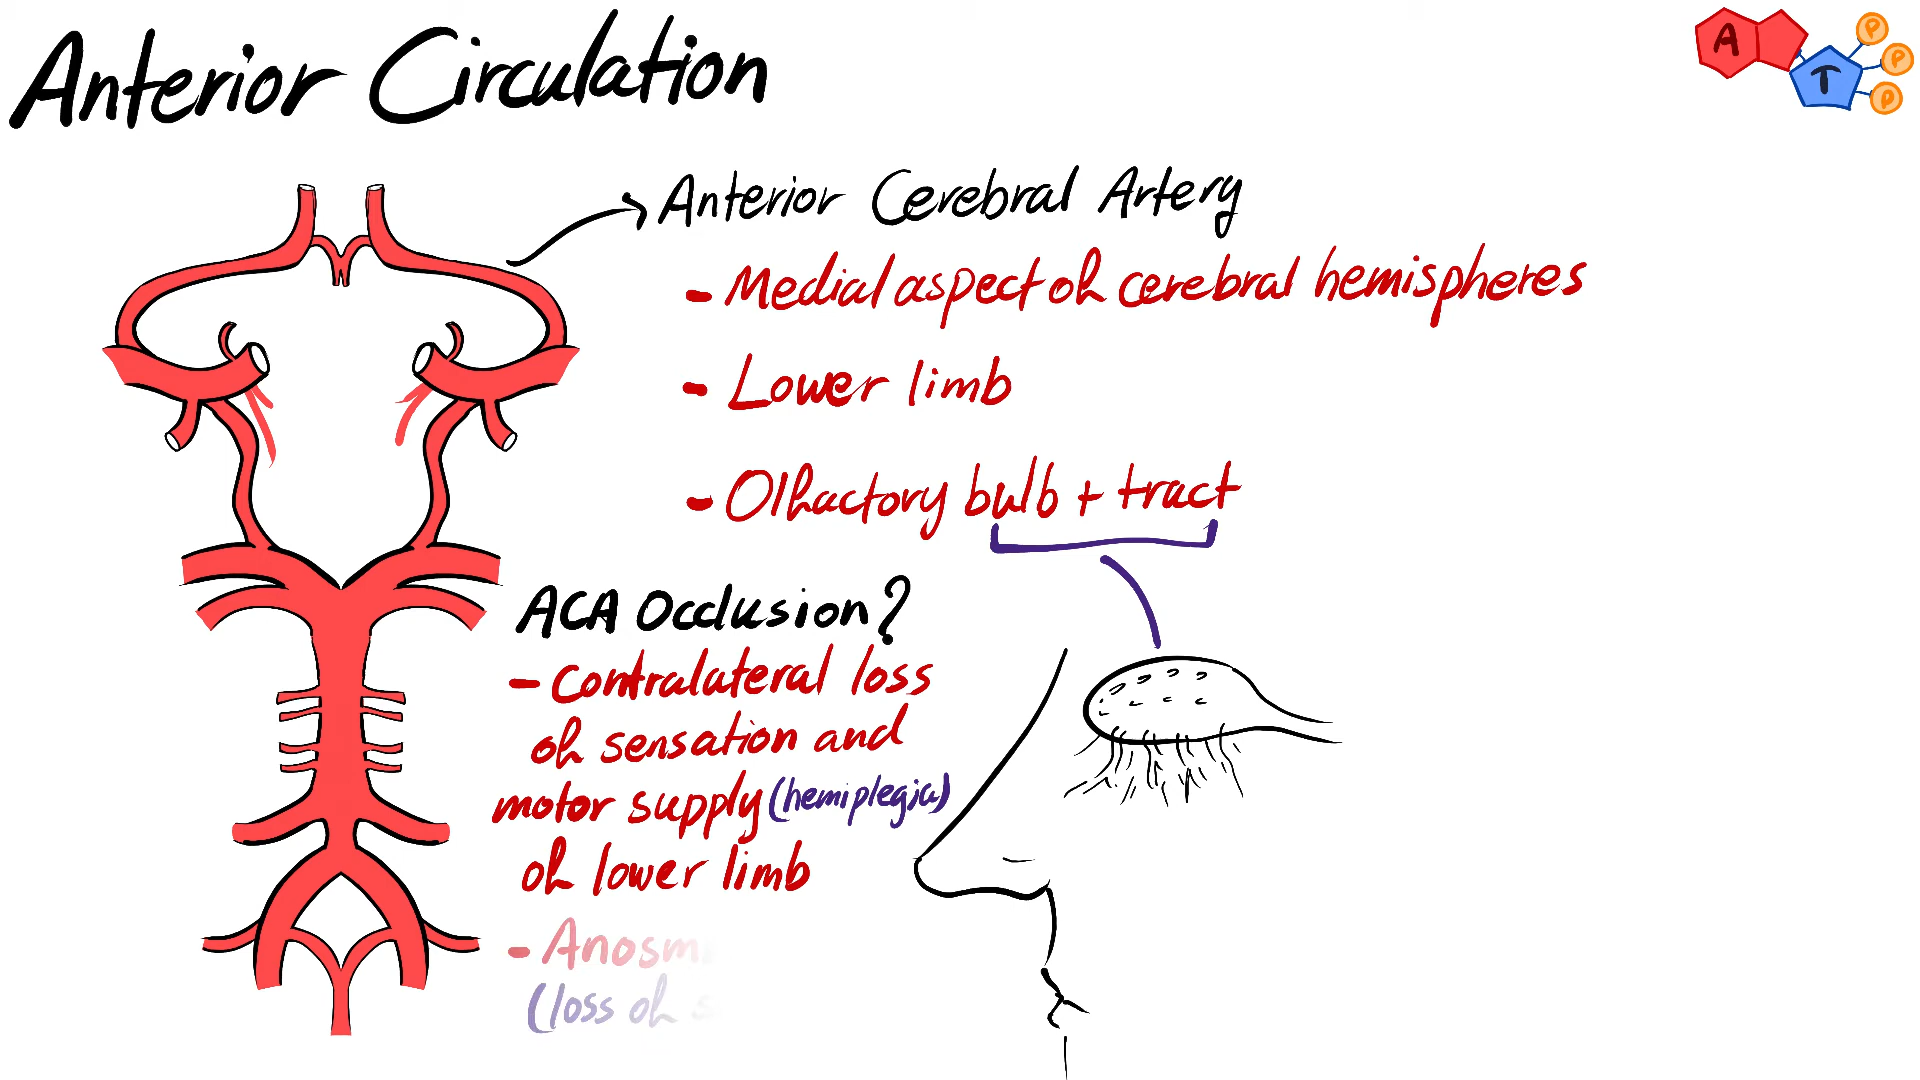 Anterior Circulation
A T P P P
Anterior Cerebral Artery
- Medial aspect of cerebral hemispheres
- Lower limb
- Olfactory bulb + tract
ACA Occlusion?
- Contralateral loss
of sensation and
motor supply (hemiplegia)
of lower limb
- Anosm
(loss of s